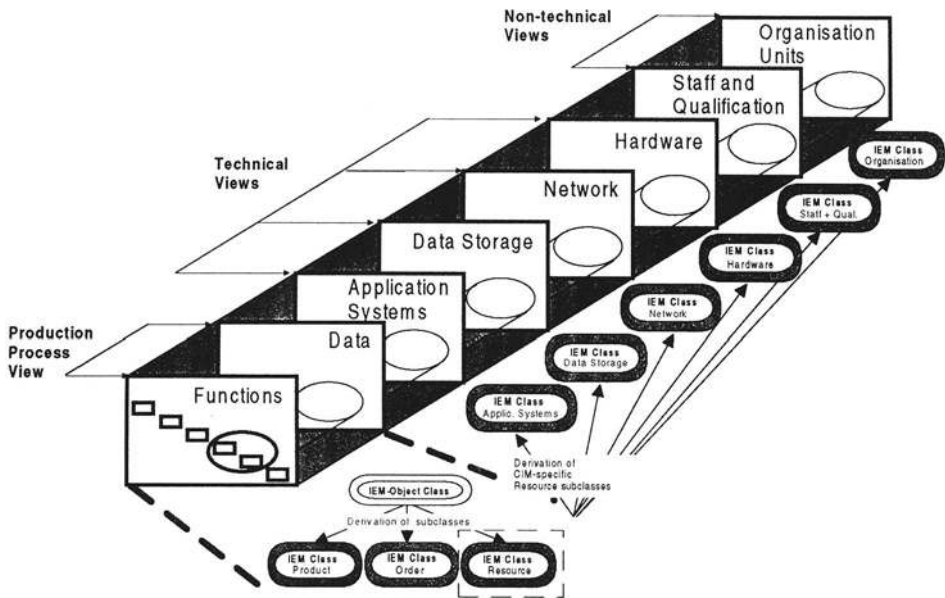 Non-technical
Views
Organisation
Units
Staff and
Qualification
Hardware
Technical
Views
Network
Data Storage
Application
Systems
Production
Process
View
Data
Functions
IEM Class
Organisation
IEM Class
Staff + Qual.
IEM Class
Hardware
IEM Class
Network
IEM Class
Data Storage
IEM Class
Applic. Systems
Derivation of
CIM-specific
Resource subclasses
IEM-Object Class
Derivation of subclasses
IEM Class
Product
IEM Class
Order
IEM Class
Resource